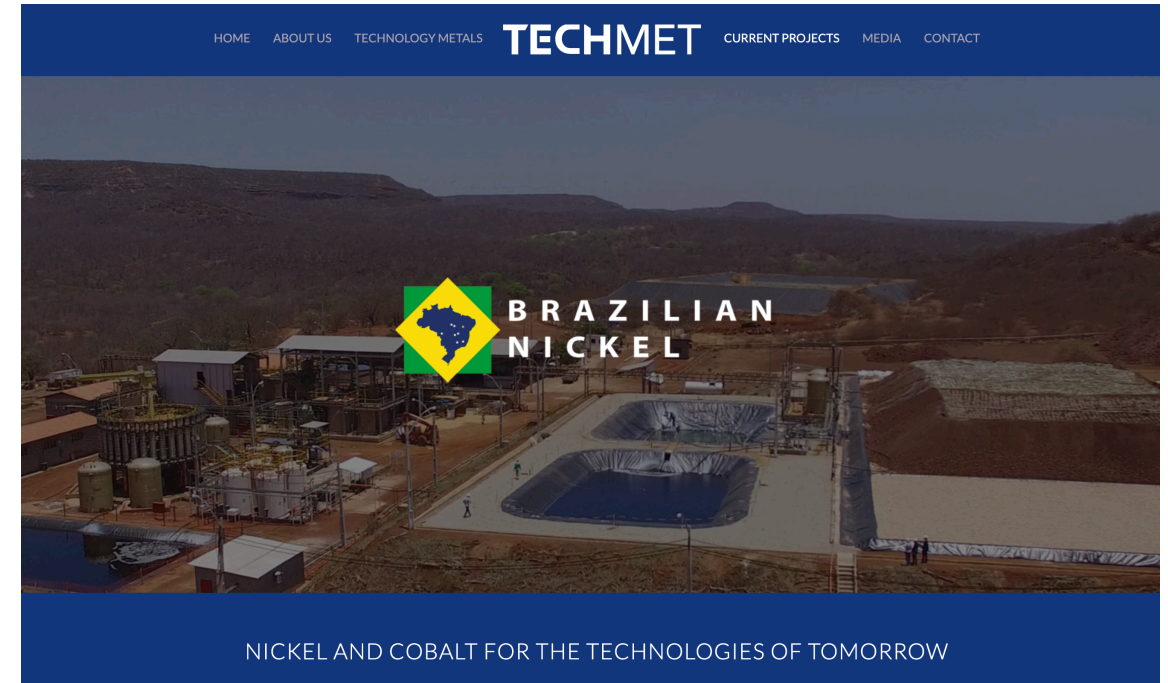 HOME ABOUT US TECHNOLOGY METALS TECHMET CURRENT PROJECTS MEDIA CONTACT
BRAZILIAN
NICKEL
NICKEL AND COBALT FOR THE TECHNOLOGIES OF TOMORROW